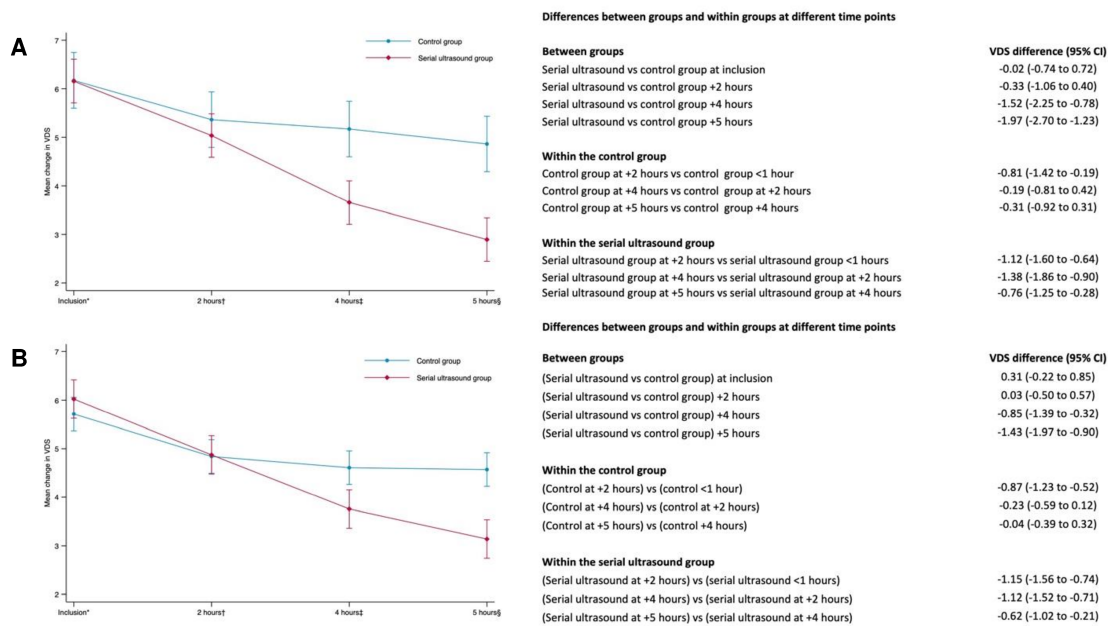 A
7
6
5
4
3
2
Mean change in VDS
Control group
Serial ultrasound group
Inclusion* 2 hours† 4 hours‡ 5 hours§
Differences between groups and within groups at different time points
Between groups VDS difference (95% CI)
Serial ultrasound vs control group at inclusion -0.02 (-0.74 to 0.72)
Serial ultrasound vs control group +2 hours -0.33 (-1.06 to 0.40)
Serial ultrasound vs control group +4 hours -1.52 (-2.25 to -0.78)
Serial ultrasound vs control group +5 hours -1.97 (-2.70 to -1.23)
Within the control group
Control group at +2 hours vs control group <1 hour -0.81 (-1.42 to -0.19)
Control group at +4 hours vs control group at +2 hours -0.19 (-0.81 to 0.42)
Control group at +5 hours vs control group +4 hours -0.31 (-0.92 to 0.31)
Within the serial ultrasound group
Serial ultrasound group at +2 hours vs serial ultrasound group <1 hours -1.12 (-1.60 to -0.64)
Serial ultrasound group at +4 hours vs serial ultrasound group at +2 hours -1.38 (-1.86 to -0.90)
Serial ultrasound group at +5 hours vs serial ultrasound group at +4 hours -0.76 (-1.25 to -0.28)
B
7
6
5
4
3
2
Mean change in VDS
Control group
Serial ultrasound group
Inclusion* 2 hours† 4 hours‡ 5 hours§
Differences between groups and within groups at different time points
Between groups VDS difference (95% CI)
(Serial ultrasound vs control group) at inclusion 0.31 (-0.22 to 0.85)
(Serial ultrasound vs control group) +2 hours 0.03 (-0.50 to 0.57)
(Serial ultrasound vs control group) +4 hours -0.85 (-1.39 to -0.32)
(Serial ultrasound vs control group) +5 hours -1.43 (-1.97 to -0.90)
Within the control group
(Control at +2 hours) vs (control <1 hour) -0.87 (-1.23 to -0.52)
(Control at +4 hours) vs (control at +2 hours) -0.23 (-0.59 to 0.12)
(Control at +5 hours) vs (control +4 hours) -0.04 (-0.39 to 0.32)
Within the serial ultrasound group
(Serial ultrasound at +2 hours) vs (serial ultrasound <1 hours) -1.15 (-1.56 to -0.74)
(Serial ultrasound at +4 hours) vs (serial ultrasound at +2 hours) -1.12 (-1.52 to -0.71)
(Serial ultrasound at +5 hours) vs (serial ultrasound at +4 hours) -0.62 (-1.02 to -0.21)